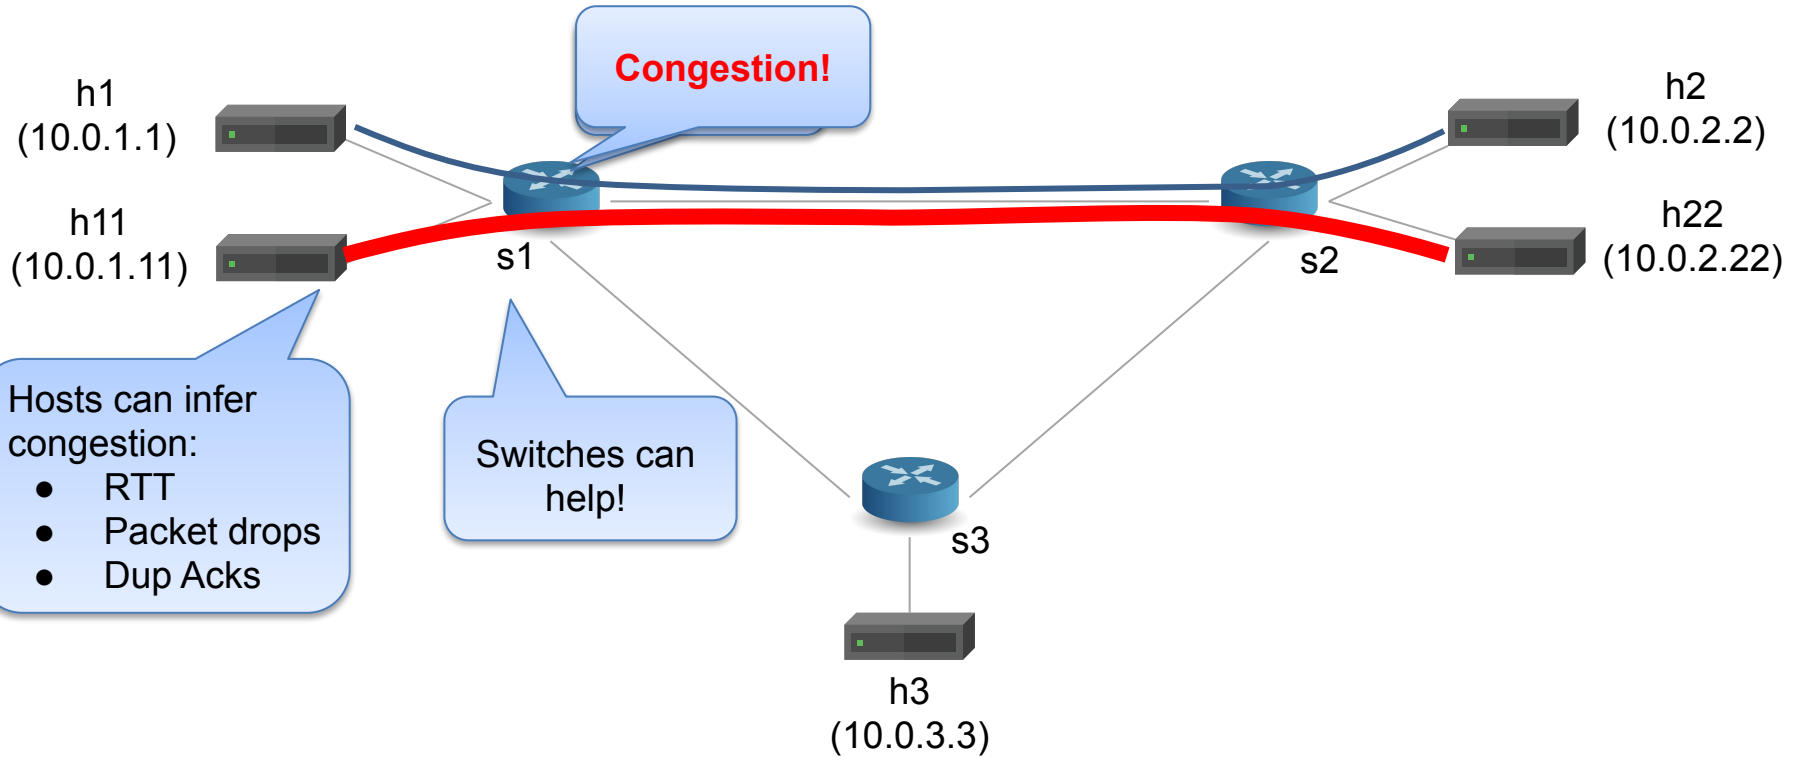 Congestion!
h1
(10.0.1.1)
h2
(10.0.2.2)
h11
(10.0.1.11)
h22
(10.0.2.22)
s1
s2
Hosts can infer
congestion:
● RTT
● Packet drops
● Dup Acks
Switches can
help!
s3
h3
(10.0.3.3)